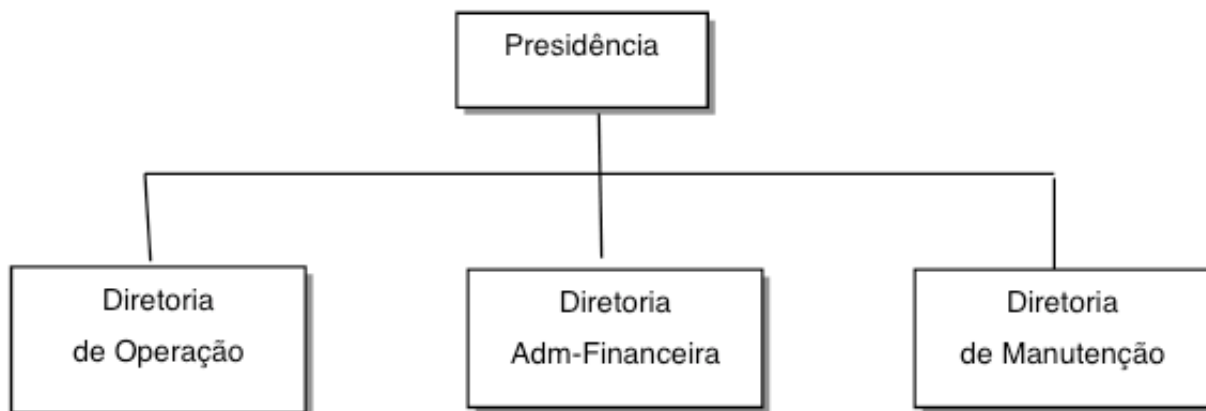 Presidência
Diretoria
de Operação
Diretoria
Adm-Financeira
Diretoria
de Manutenção